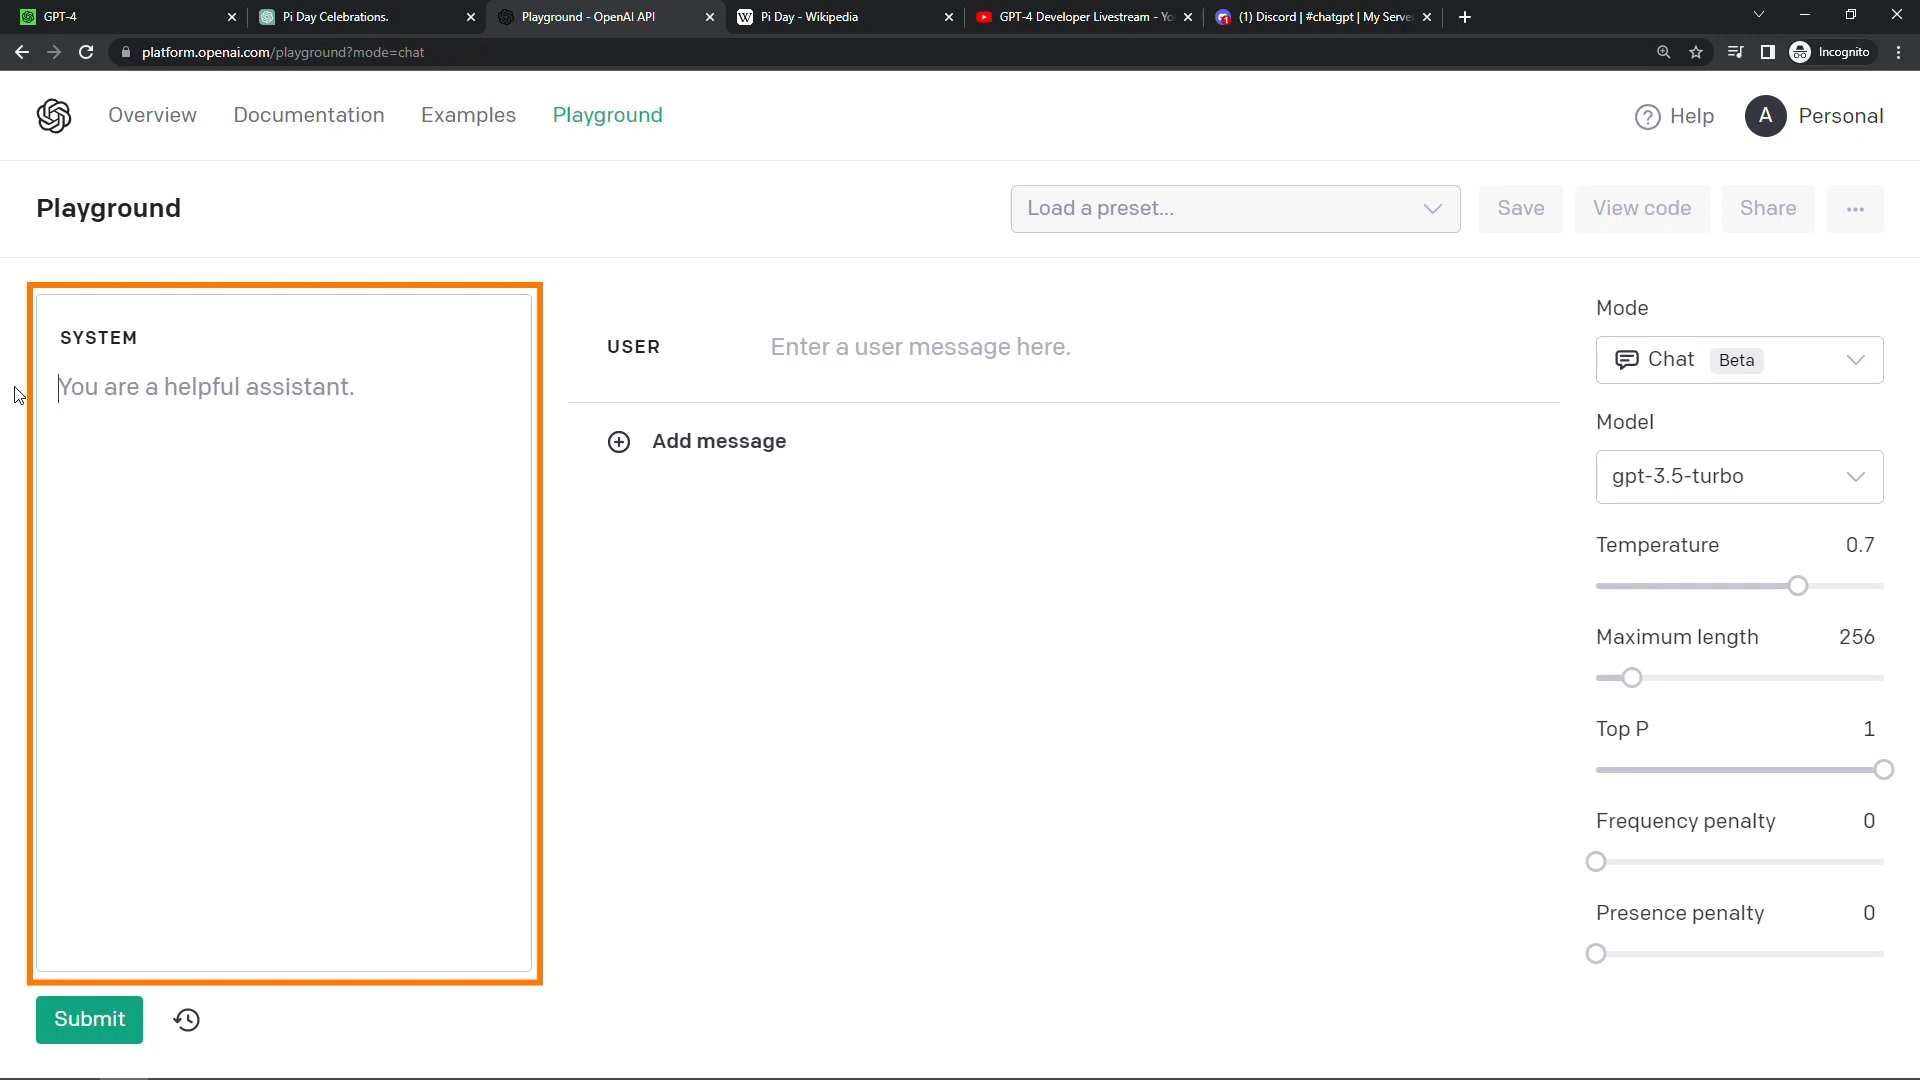 GPT-4
Pi Day Celebrations.
Playground - OpenAI API
Pi Day - Wikipedia
GPT-4 Developer Livestream - Yo
(1) Discord | #chatgpt | My Serve
platform.openai.com/playground?mode=chat
Incognito
Overview
Documentation
Examples
Playground
Help
A
Personal
Playground
Load a preset...
Save
View code
Share
...
SYSTEM
You are a helpful assistant.
USER
Enter a user message here.
Add message
Mode
Chat Beta
Model
gpt-3.5-turbo
Temperature 0.7
Maximum length 256
Top P 1
Frequency penalty 0
Presence penalty 0
Submit